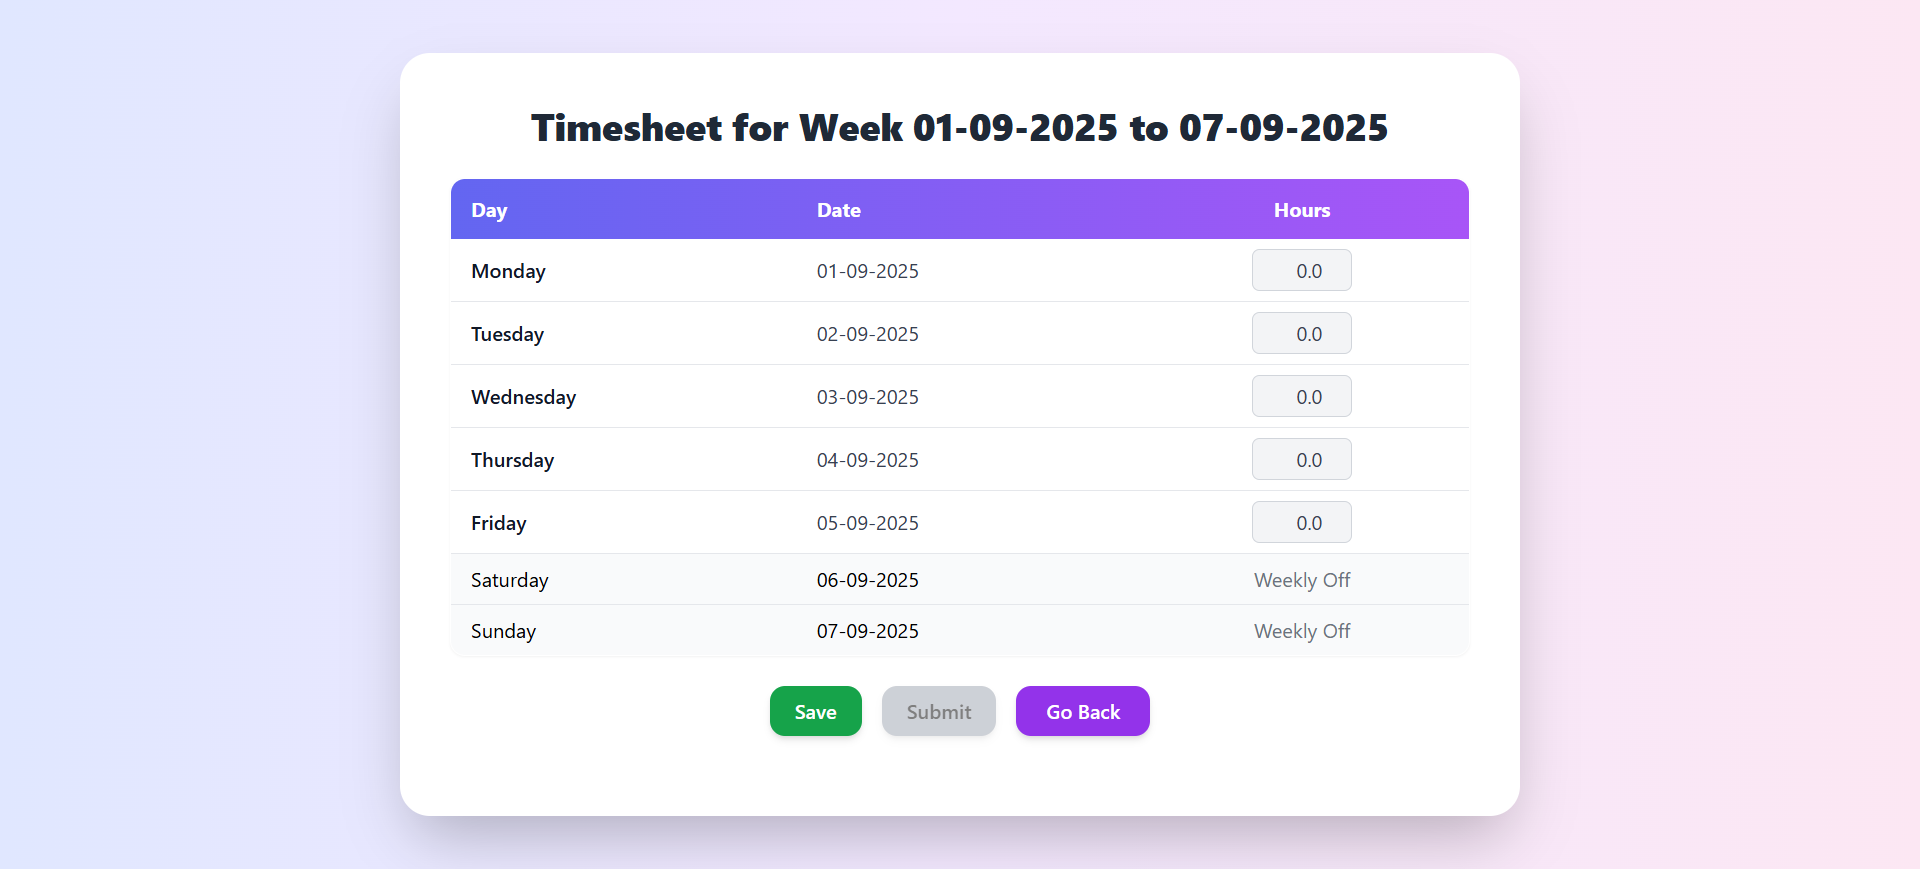 Timesheet for Week 01-09-2025 to 07-09-2025
Day Date Hours
Monday 01-09-2025 0.0
Tuesday 02-09-2025 0.0
Wednesday 03-09-2025 0.0
Thursday 04-09-2025 0.0
Friday 05-09-2025 0.0
Saturday 06-09-2025 Weekly Off
Sunday 07-09-2025 Weekly Off
Save Submit Go Back